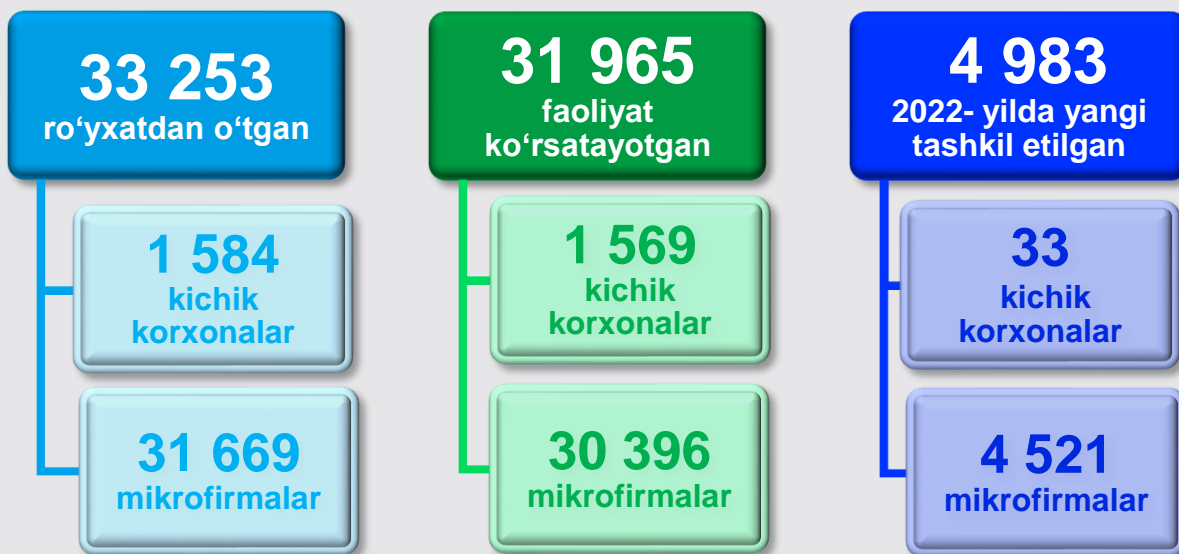 33 253
ro‘yxatdan o‘tgan
1 584
kichik
korxonalar
31 669
mikrofirmalar
31 965
faoliyat
ko‘rsatayotgan
1 569
kichik
korxonalar
30 396
mikrofirmalar
4 983
2022- yilda yangi
tashkil etilgan
33
kichik
korxonalar
4 521
mikrofirmalar